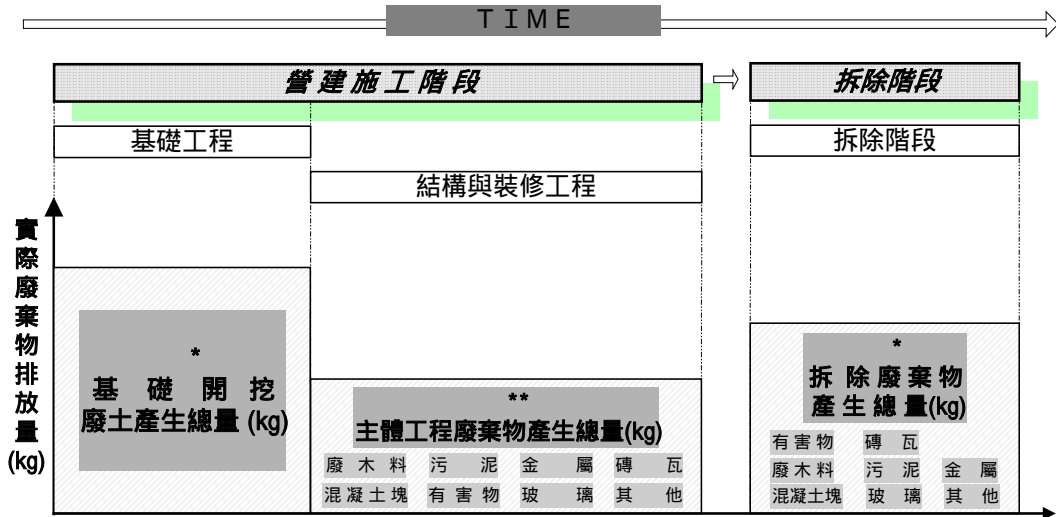 TIME
營建施工階段
拆除階段
基礎工程
拆除階段
結構與裝修工程
實際廢棄物排放量(kg)
*
基礎開挖
廢土產生總量 (kg)
**
主體工程廢棄物產生總量(kg)
廢木料 污泥 金屬 磚瓦
混凝土塊 有害物 玻璃 其他
*
拆除廢棄物
產生總量(kg)
有害物 磚瓦
廢木料 污泥 金屬
混凝土塊 玻璃 其他